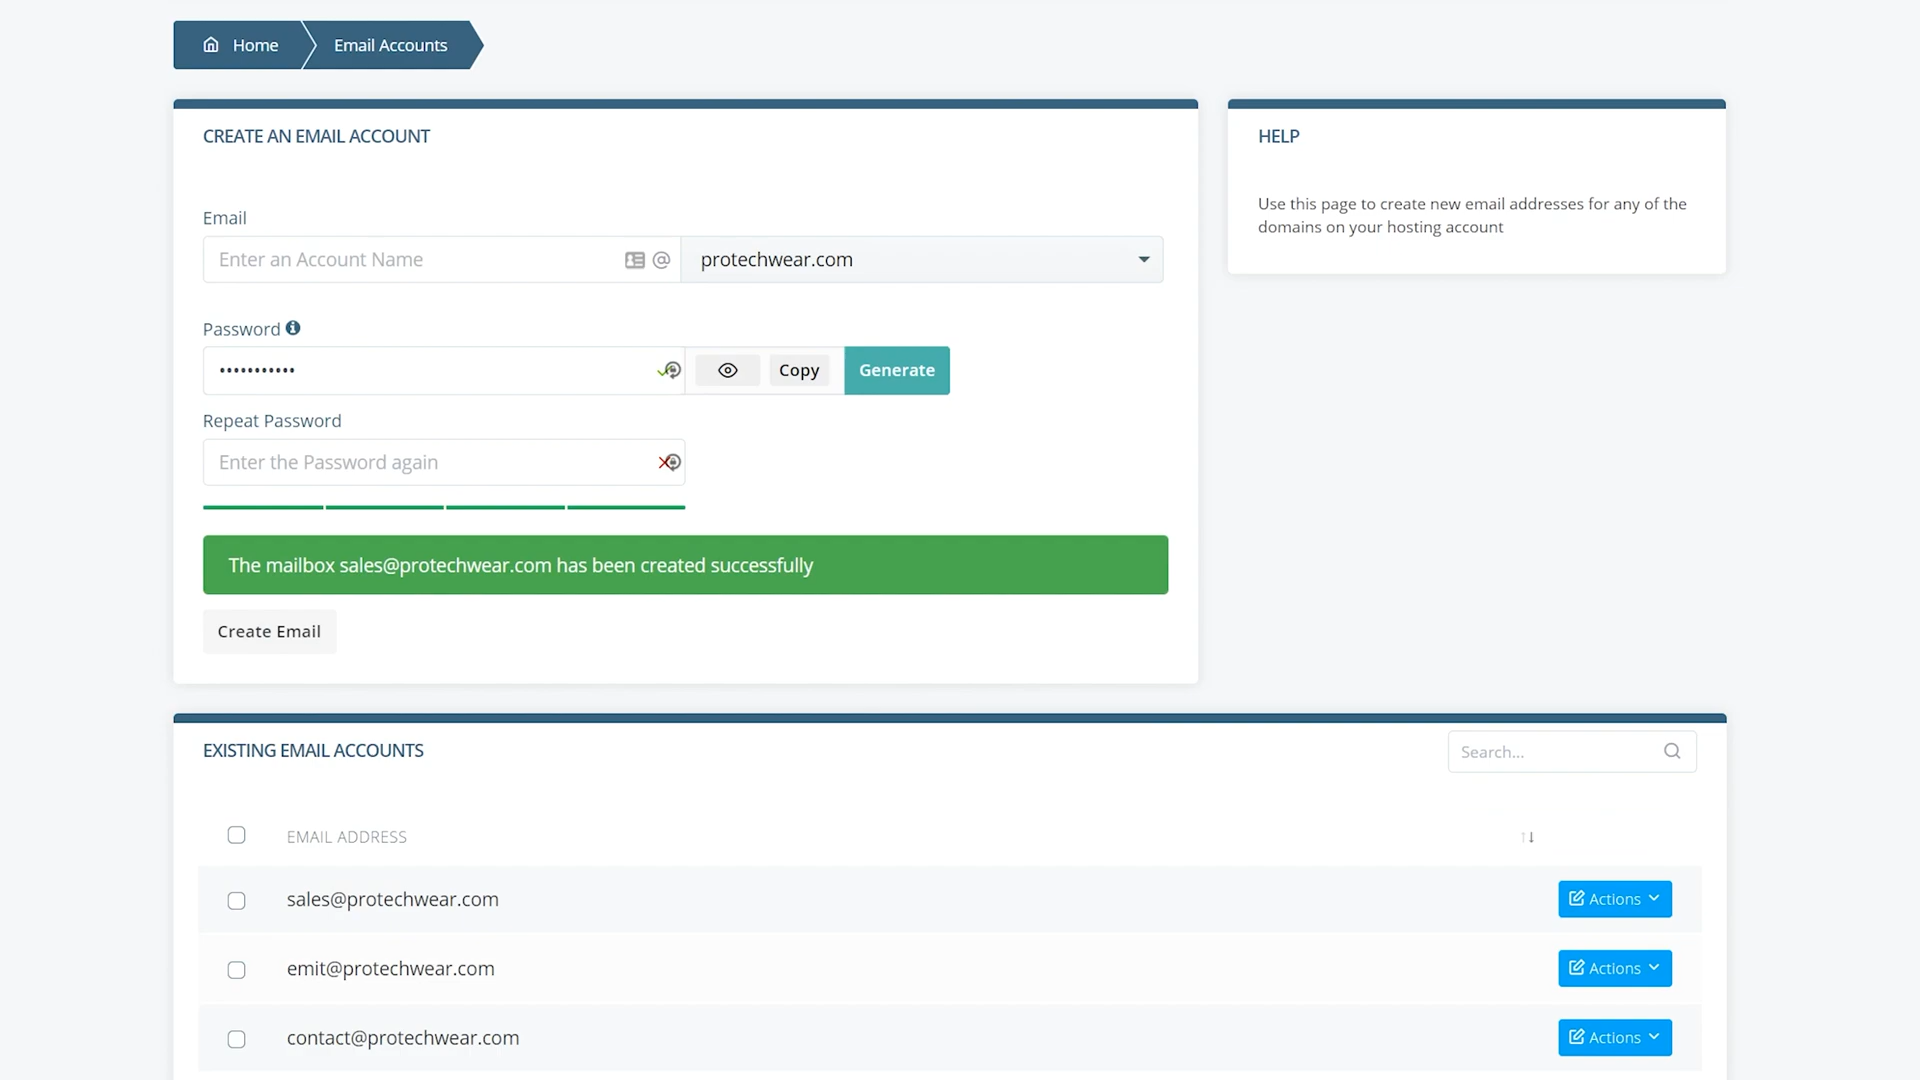 Home
Email Accounts
CREATE AN EMAIL ACCOUNT
HELP
Use this page to create new email addresses for any of the
domains on your hosting account
Email
Enter an Account Name
@
protechwear.com
Password
•••••••••••
Copy
Generate
Repeat Password
Enter the Password again
The mailbox sales@protechwear.com has been created successfully
Create Email
EXISTING EMAIL ACCOUNTS
Search...
EMAIL ADDRESS
sales@protechwear.com
Actions
emit@protechwear.com
Actions
contact@protechwear.com
Actions